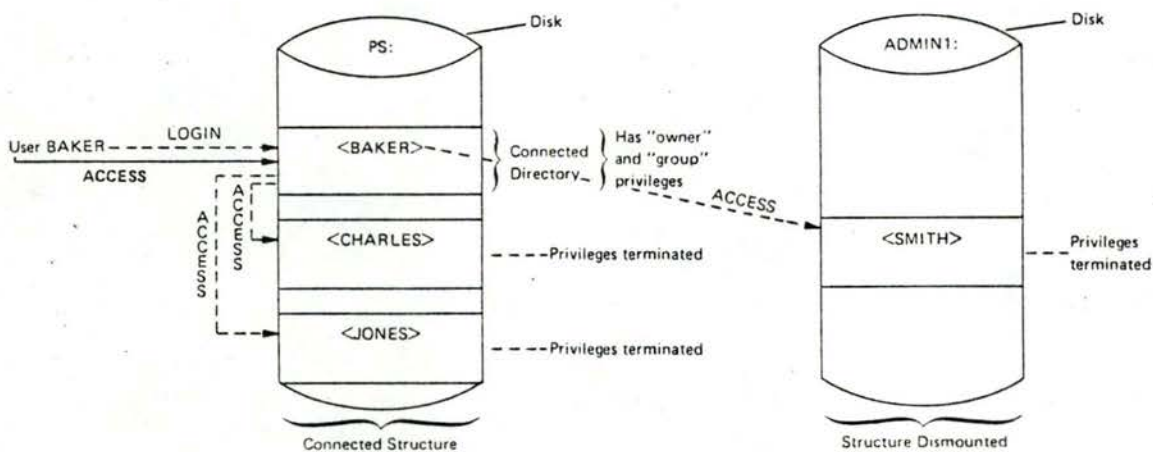 Disk
PS:
Disk
ADMIN1:
User BAKER
LOGIN
ACCESS
<BAKER>
Connected
Directory
Has "owner"
and "group"
privileges
ACCESS
ACCESS
ACCESS
<CHARLES>
Privileges terminated
<SMITH>
Privileges
terminated
<JONES>
Privileges terminated
Connected Structure
Structure Dismounted